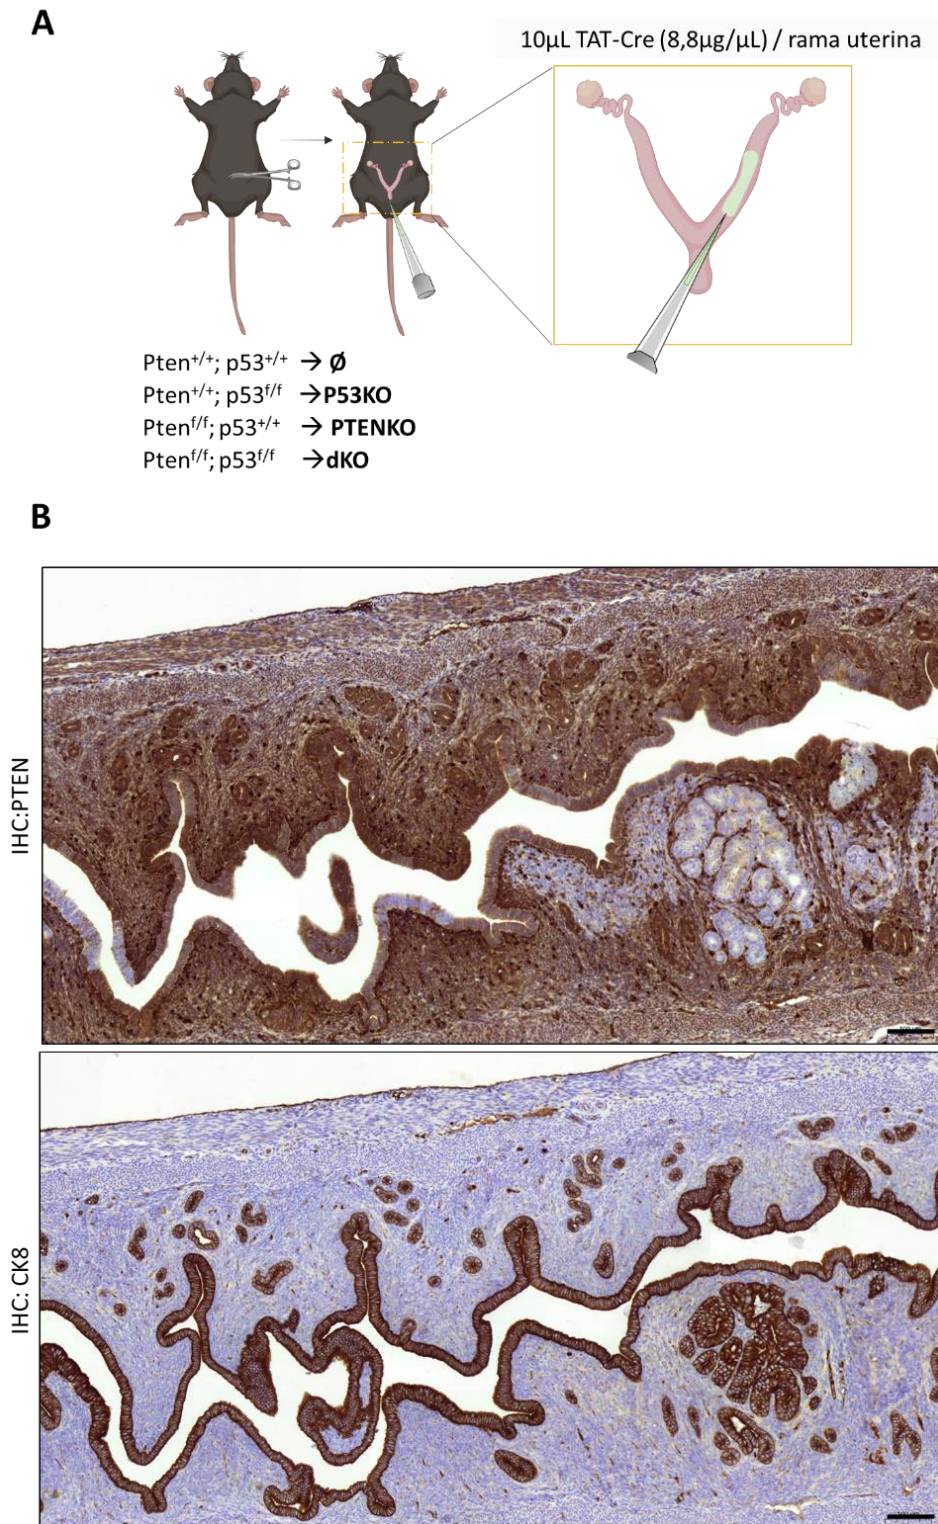 A
10µL TAT-Cre (8,8µg/µL) / rama uterina
Pten+/+; p53+/+ → Ø
Pten+/+; p53f/f →P53KO
Ptenf/f; p53+/+ → PTENKO
Ptenf/f; p53f/f →dKO
B
IHC:PTEN
IHC: CK8